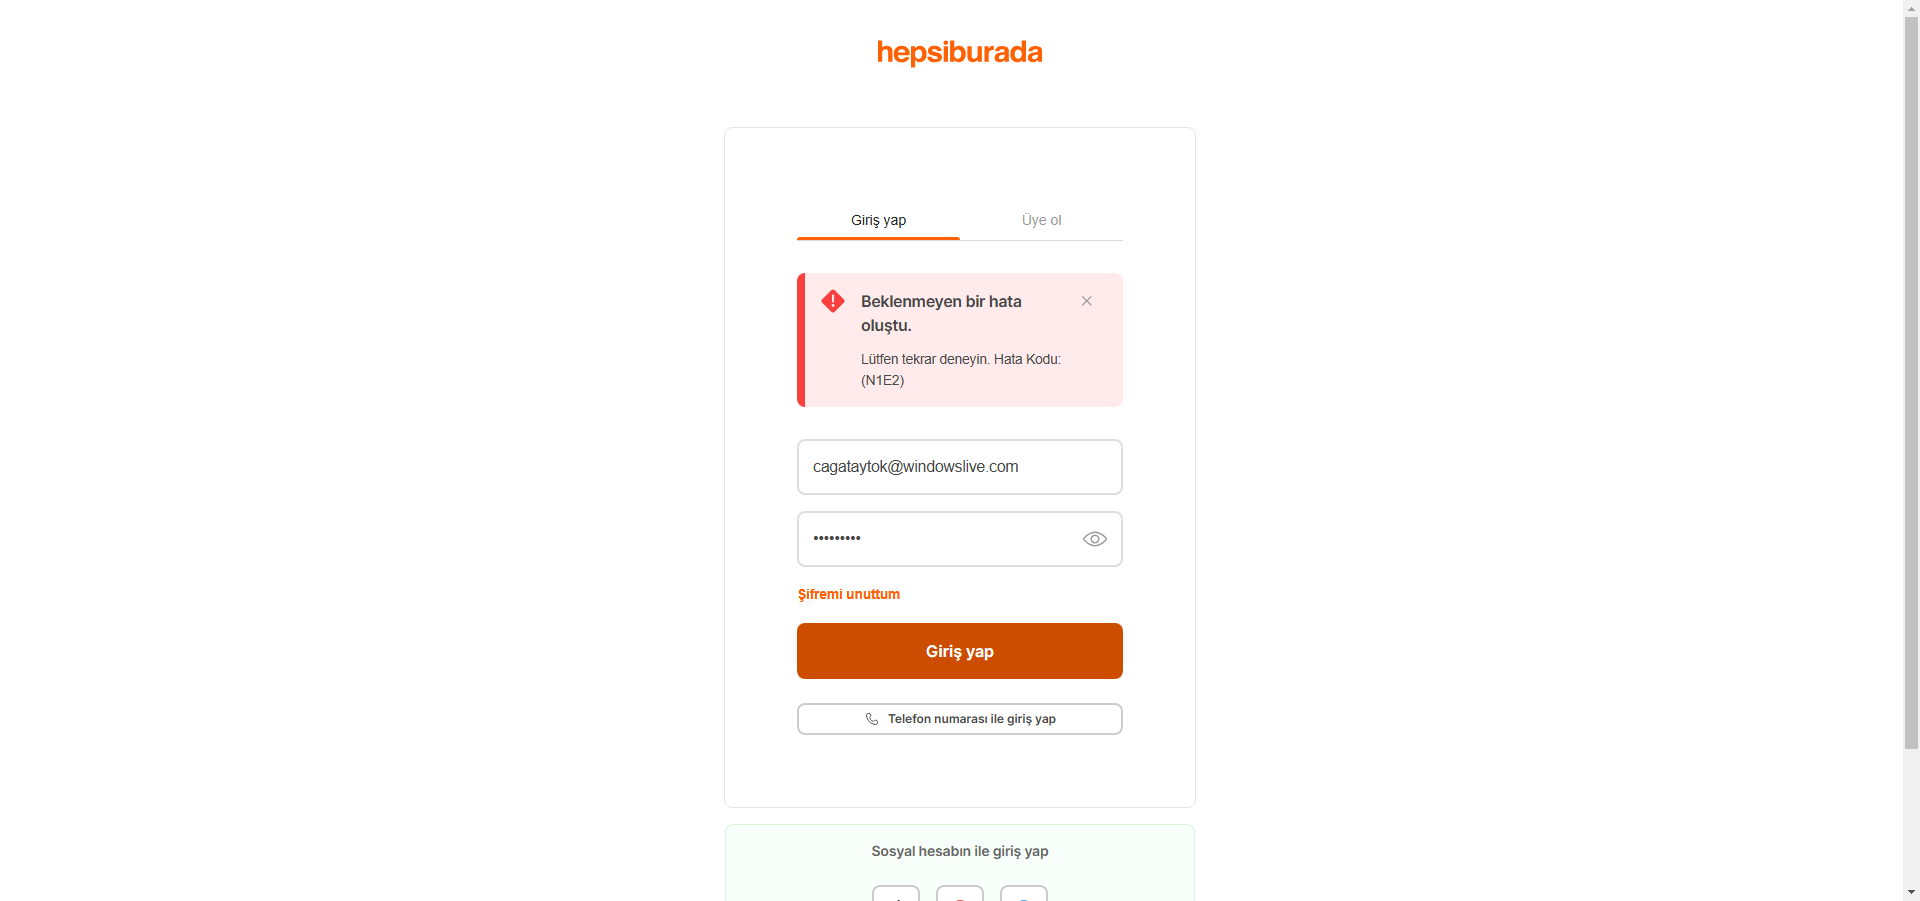 hepsiburada
Giriş yap
Üye ol
Beklenmeyen bir hata
oluştu.
Lütfen tekrar deneyin. Hata Kodu:
(N1E2)
cagataytok@windowslive.com
•••••••••
Şifremi unuttum
Giriş yap
Telefon numarası ile giriş yap
Sosyal hesabın ile giriş yap